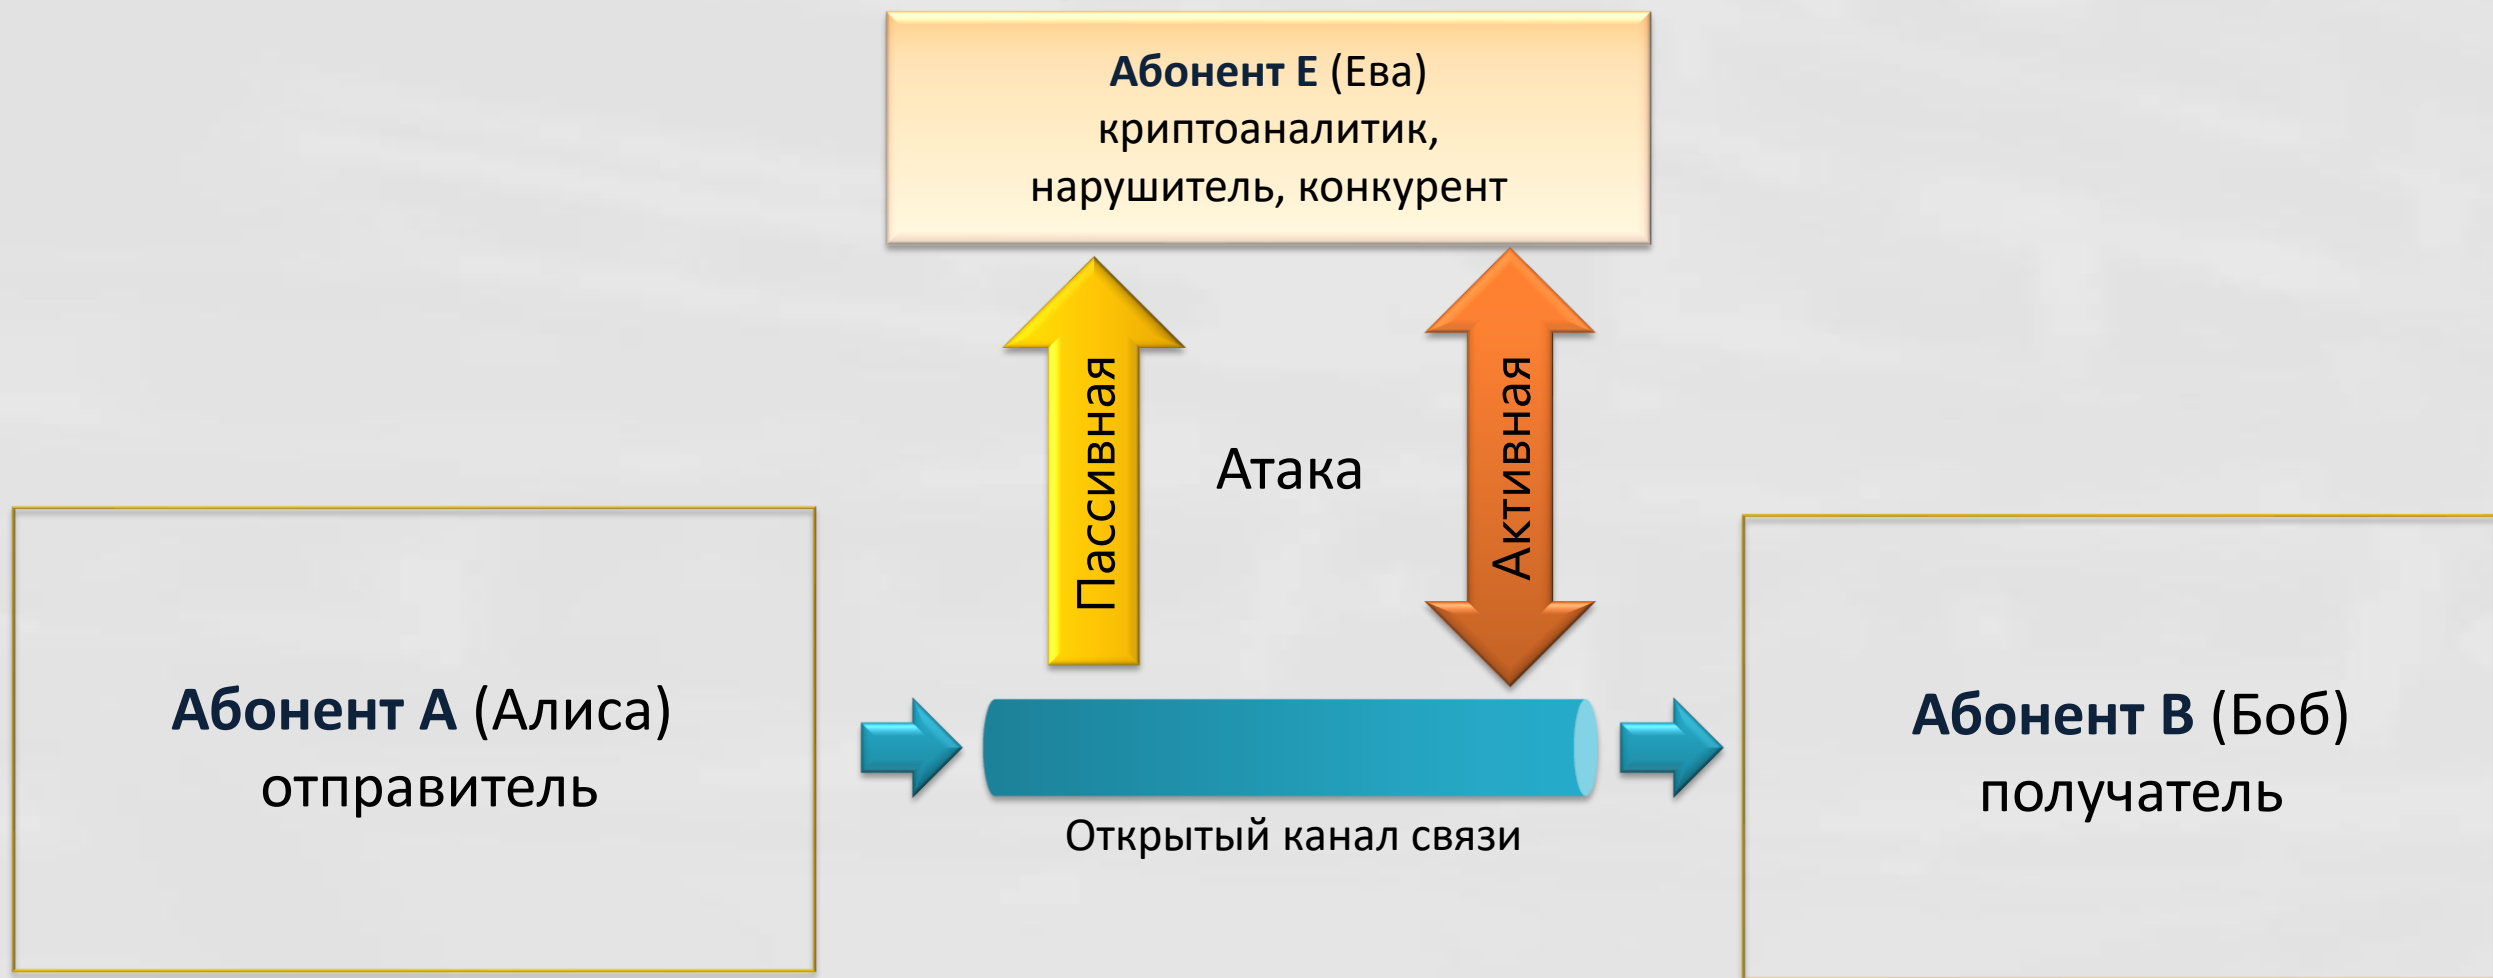 Абонент E (Ева)
криптоаналитик,
нарушитель, конкурент
Пассивная
Атака
Активная
Абонент А (Алиса)
отправитель
Открытый канал связи
Абонент В (Боб)
получатель